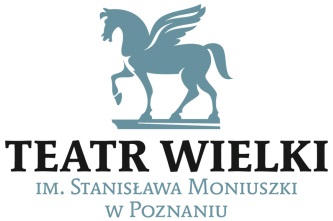 TEATR WIELKI
IM. STANISŁAWA MONIUSZKI
W POZNANIU